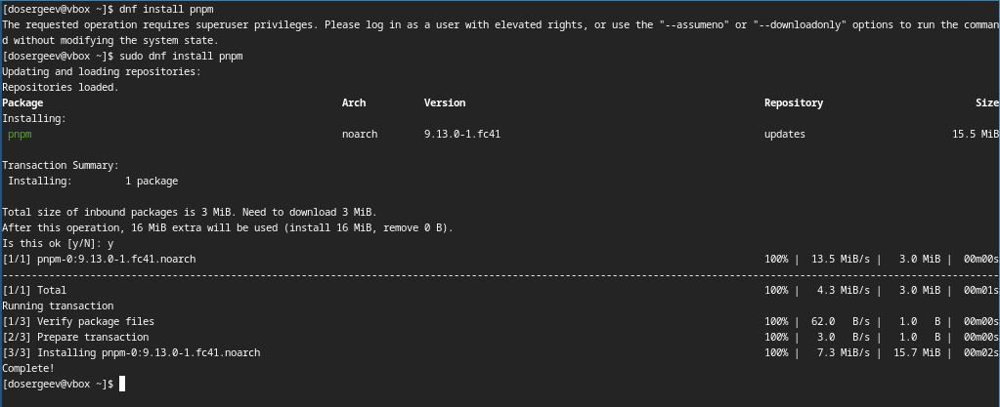 [dosergeev@vbox ~]$ dnf install pnpm
The requested operation requires superuser privileges. Please log in as a user with elevated rights, or use the "--assumeno" or "--downloadonly" options to run the comman
d without modifying the system state.
[dosergeev@vbox ~]$ sudo dnf install pnpm
Updating and loading repositories:
Repositories loaded.
Package Arch Version Repository Size
Installing:
pnpm noarch 9.13.0-1.fc41 updates 15.5 MiB
Transaction Summary:
Installing: 1 package
Total size of inbound packages is 3 MiB. Need to download 3 MiB.
After this operation, 16 MiB extra will be used (install 16 MiB, remove 0 B).
Is this ok [y/N]: y
[1/1] pnpm-0:9.13.0-1.fc41.noarch 100% | 13.5 MiB/s | 3.0 MiB | 00m00s
--------------------------------------------------------------------------------
[1/1] Total 100% | 4.3 MiB/s | 3.0 MiB | 00m01s
Running transaction
[1/3] Verify package files 100% | 62.0 B/s | 1.0 B | 00m00s
[2/3] Prepare transaction 100% | 3.0 B/s | 1.0 B | 00m00s
[3/3] Installing pnpm-0:9.13.0-1.fc41.noarch 100% | 7.3 MiB/s | 15.7 MiB | 00m02s
Complete!
[dosergeev@vbox ~]$